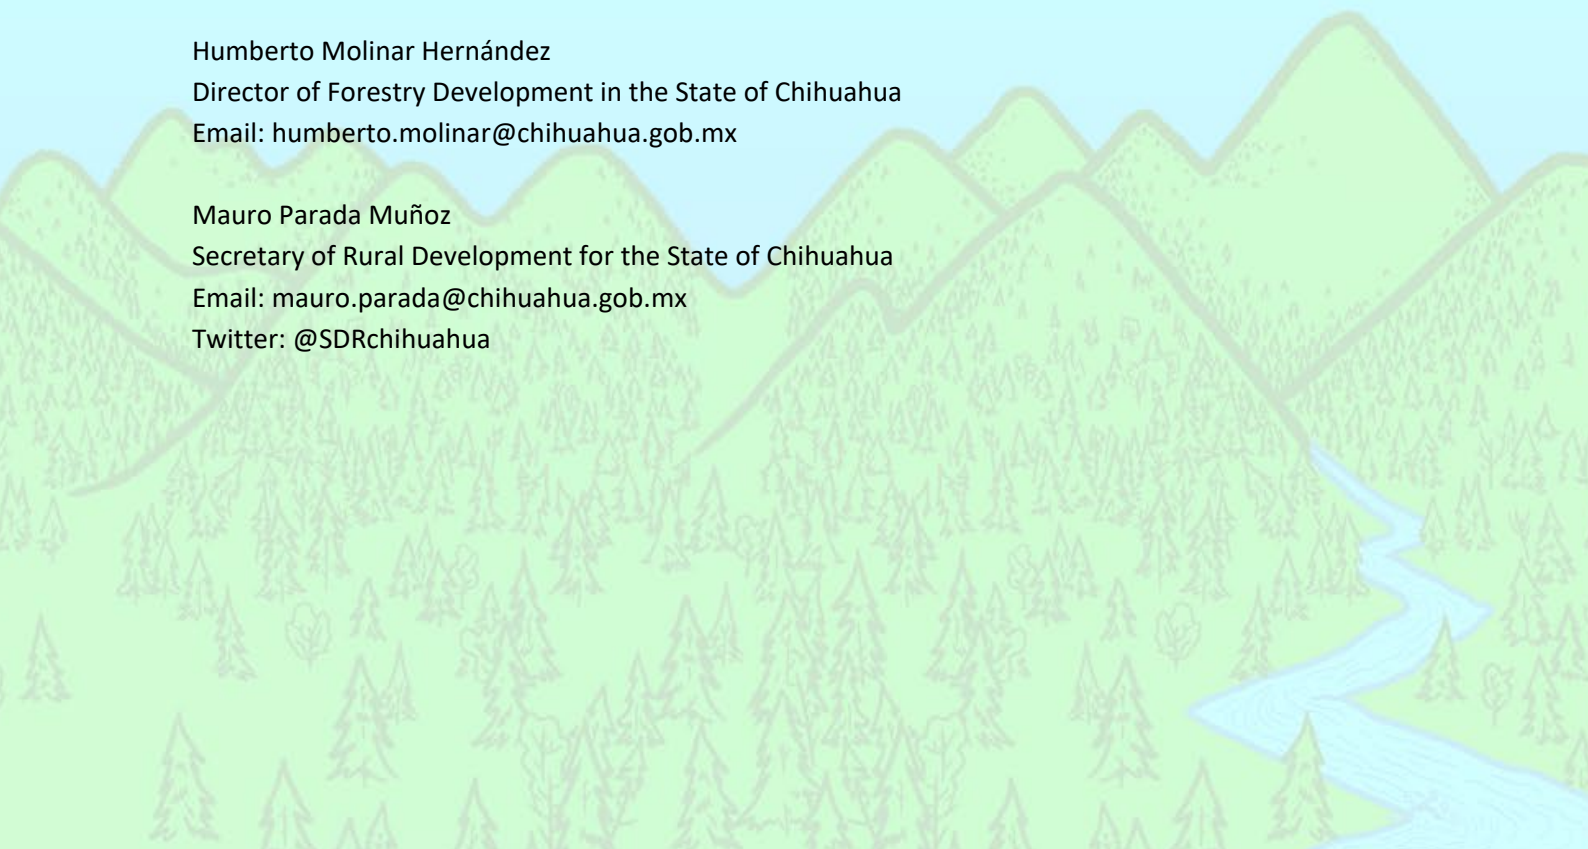 Humberto Molinar Hernández
Director of Forestry Development in the State of Chihuahua
Email: humberto.molinar@chihuahua.gob.mx
Mauro Parada Muñoz
Secretary of Rural Development for the State of Chihuahua
Email: mauro.parada@chihuahua.gob.mx
Twitter: @SDRchihuahua